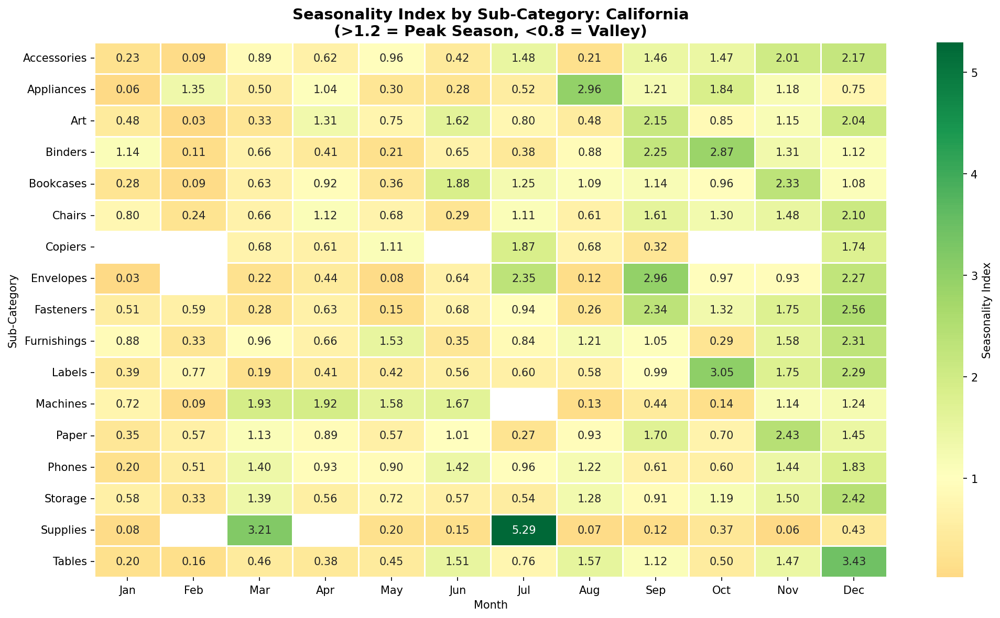 Seasonality Index by Sub-Category: California
(>1.2 = Peak Season, <0.8 = Valley)
Accessories 0.23 0.09 0.89 0.62 0.96 0.42 1.48 0.21 1.46 1.47 2.01 2.17
Appliances 0.06 1.35 0.50 1.04 0.30 0.28 0.52 2.96 1.21 1.84 1.18 0.75
Art 0.48 0.03 0.33 1.31 0.75 1.62 0.80 0.48 2.15 0.85 1.15 2.04
Binders 1.14 0.11 0.66 0.41 0.21 0.65 0.38 0.88 2.25 2.87 1.31 1.12
Bookcases 0.28 0.09 0.63 0.92 0.36 1.88 1.25 1.09 1.14 0.96 2.33 1.08
Chairs 0.80 0.24 0.66 1.12 0.68 0.29 1.11 0.61 1.61 1.30 1.48 2.10
Copiers 0.68 0.61 1.11 1.87 0.68 0.32 1.74
Envelopes 0.03 0.22 0.44 0.08 0.64 2.35 0.12 2.96 0.97 0.93 2.27
Fasteners 0.51 0.59 0.28 0.63 0.15 0.68 0.94 0.26 2.34 1.32 1.75 2.56
Furnishings 0.88 0.33 0.96 0.66 1.53 0.35 0.84 1.21 1.05 0.29 1.58 2.31
Labels 0.39 0.77 0.19 0.41 0.42 0.56 0.60 0.58 0.99 3.05 1.75 2.29
Machines 0.72 0.09 1.93 1.92 1.58 1.67 0.13 0.44 0.14 1.14 1.24
Paper 0.35 0.57 1.13 0.89 0.57 1.01 0.27 0.93 1.70 0.70 2.43 1.45
Phones 0.20 0.51 1.40 0.93 0.90 1.42 0.96 1.22 0.61 0.60 1.44 1.83
Storage 0.58 0.33 1.39 0.56 0.72 0.57 0.54 1.28 0.91 1.19 1.50 2.42
Supplies 0.08 3.21 0.20 0.15 5.29 0.07 0.12 0.37 0.06 0.43
Tables 0.20 0.16 0.46 0.38 0.45 1.51 0.76 1.57 1.12 0.50 1.47 3.43
Jan Feb Mar Apr May Jun Jul Aug Sep Oct Nov Dec
Month
Sub-Category
5
4
3
2
1
Seasonality Index